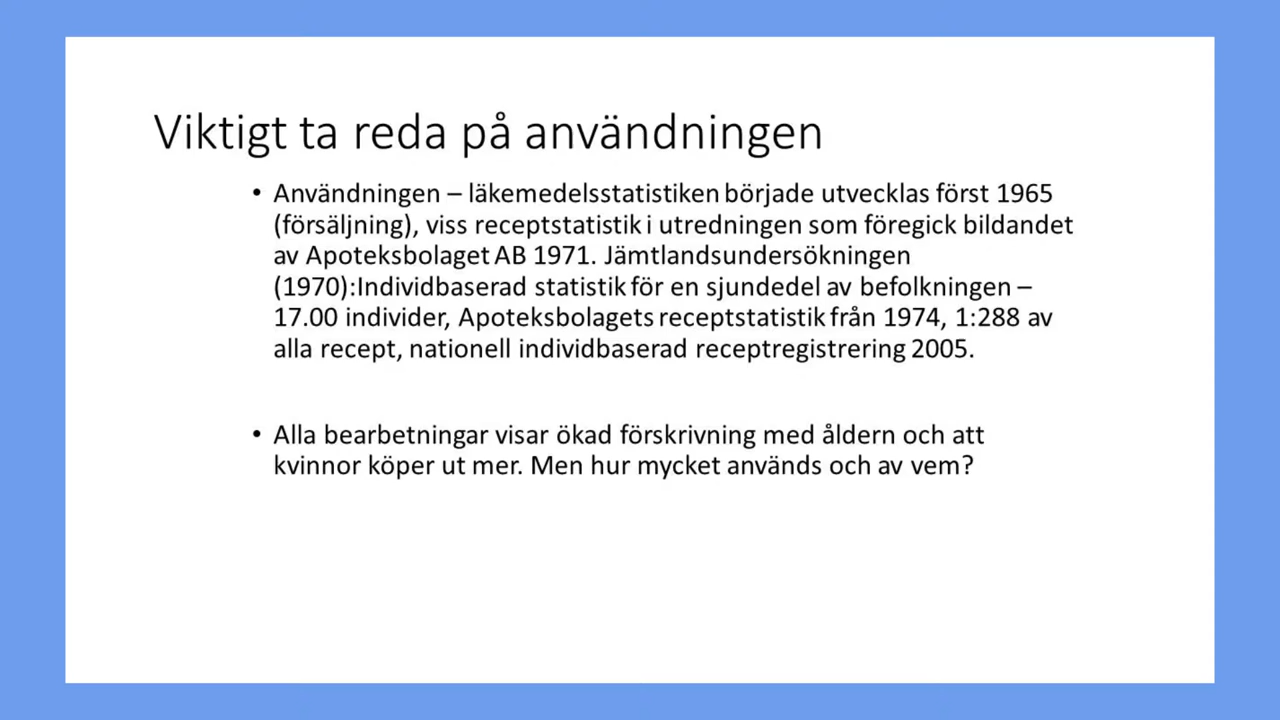 Viktigt ta reda på användningen
• Användningen – läkemedelsstatistiken började utvecklas först 1965
(försäljning), viss receptstatistik i utredningen som föregick bildandet
av Apoteksbolaget AB 1971. Jämtlandsundersökningen
(1970):Individbaserad statistik för en sjundedel av befolkningen –
17.00 individer, Apoteksbolagets receptstatistik från 1974, 1:288 av
alla recept, nationell individbaserad receptregistrering 2005.
• Alla bearbetningar visar ökad förskrivning med åldern och att
kvinnor köper ut mer. Men hur mycket används och av vem?